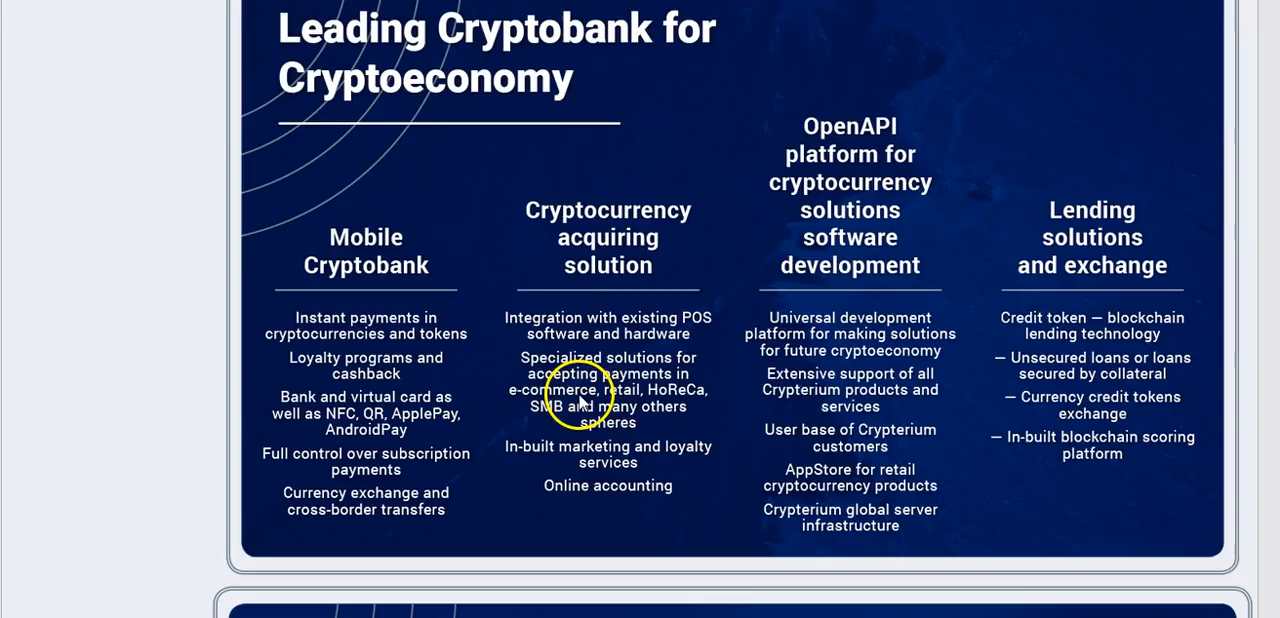 Leading Cryptobank for
Cryptoeconomy
Mobile
Cryptobank
Instant payments in
cryptocurrencies and tokens
Loyalty programs and
cashback
Bank and virtual card as
well as NFC, QR, ApplePay,
AndroidPay
Full control over subscription
payments
Currency exchange and
cross-border transfers
Cryptocurrency
acquiring
solution
Integration with existing POS
software and hardware
Specialized solutions for
accepting payments in
e-commerce, retail, HoReCa,
SMB and many others
spheres
In-built marketing and loyalty
services
Online accounting
OpenAPI
platform for
cryptocurrency
solutions
software
development
Universal development
platform for making solutions
for future cryptoeconomy
Extensive support of all
Crypterium products and
services
User base of Crypterium
customers
AppStore for retail
cryptocurrency products
Crypterium global server
infrastructure
Lending
solutions
and exchange
Credit token — blockchain
lending technology
— Unsecured loans or loans
secured by collateral
— Currency credit tokens
exchange
— In-built blockchain scoring
platform